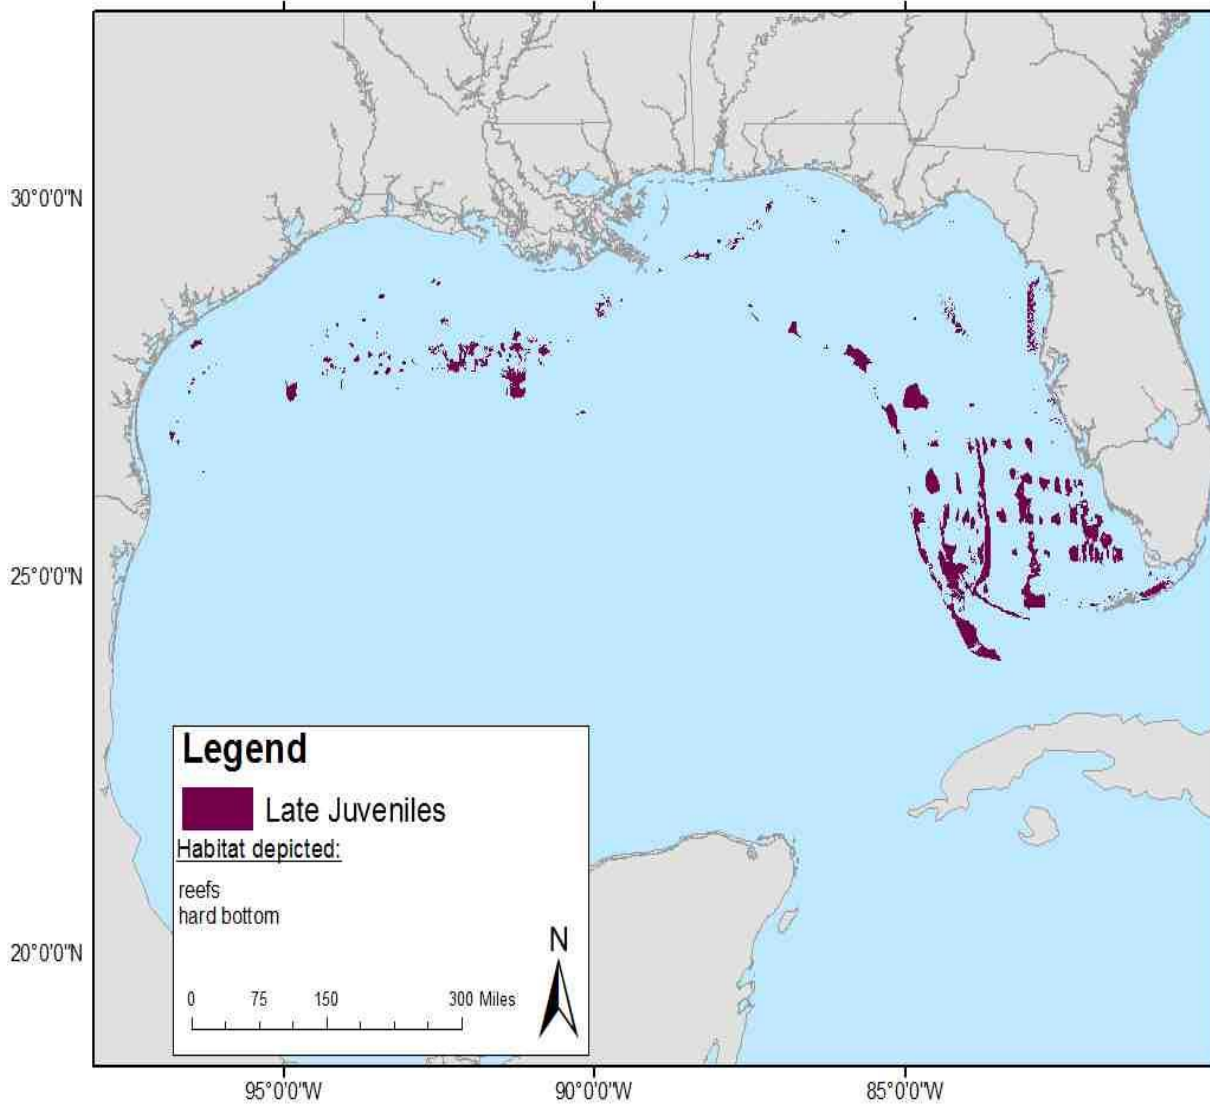 30°0'0"N
25°0'0"N
20°0'0"N
Legend
Late Juveniles
Habitat depicted:
reefs
hard bottom
N
0 75 150 300 Miles
95°0'0"W 90°0'0"W 85°0'0"W